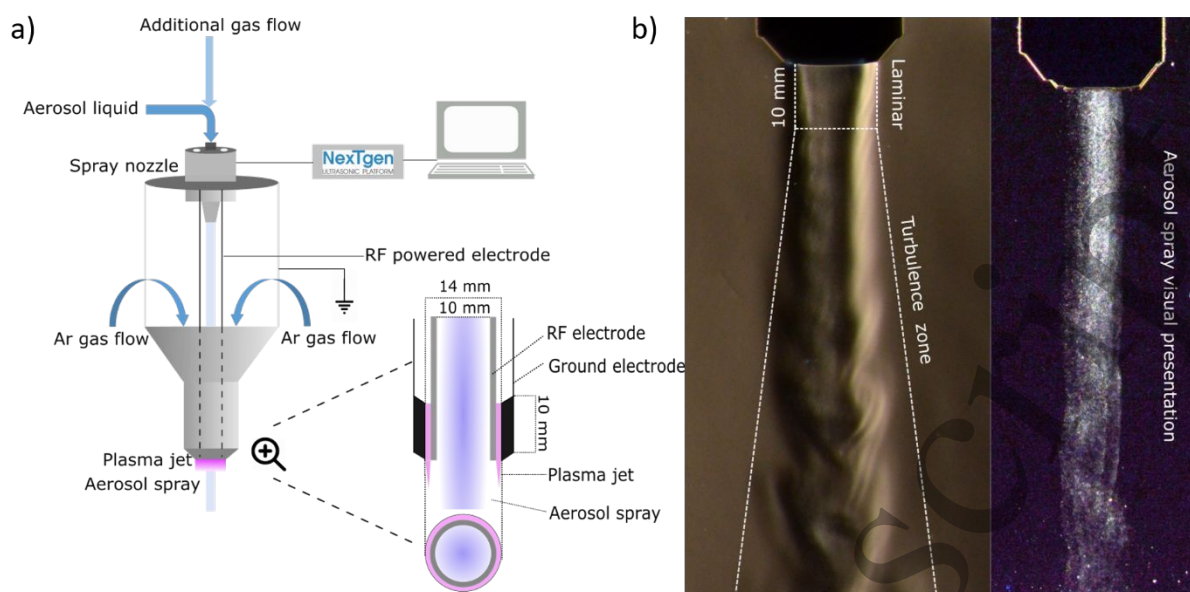 a)
Additional gas flow
Aerosol liquid
Spray nozzle
NexTgen
ULTRASONIC PLATFORM
RF powered electrode
Ar gas flow
Ar gas flow
Plasma jet
Aerosol spray
14 mm
10 mm
RF electrode
Ground electrode
10 mm
Plasma jet
Aerosol spray
b)
10 mm
Laminar
Turbulence zone
Aerosol spray visual presentation